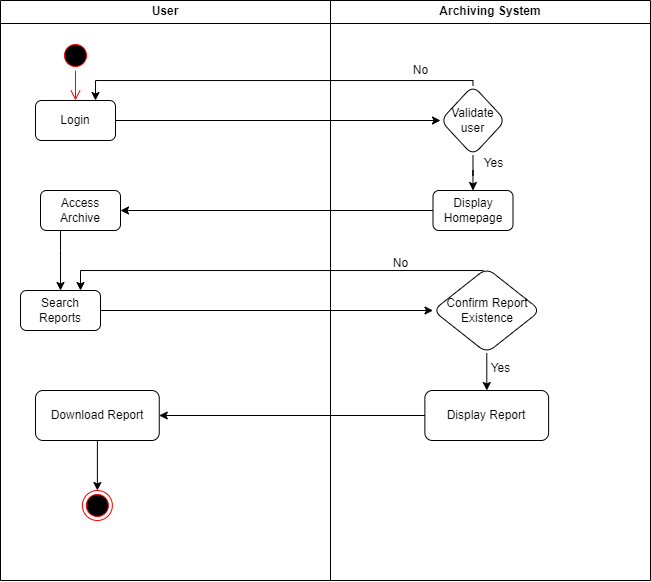 User
Archiving System
No
Login
Validate
user
Yes
Access
Archive
Display
Homepage
No
Search
Reports
Confirm Report
Existence
Yes
Download Report
Display Report